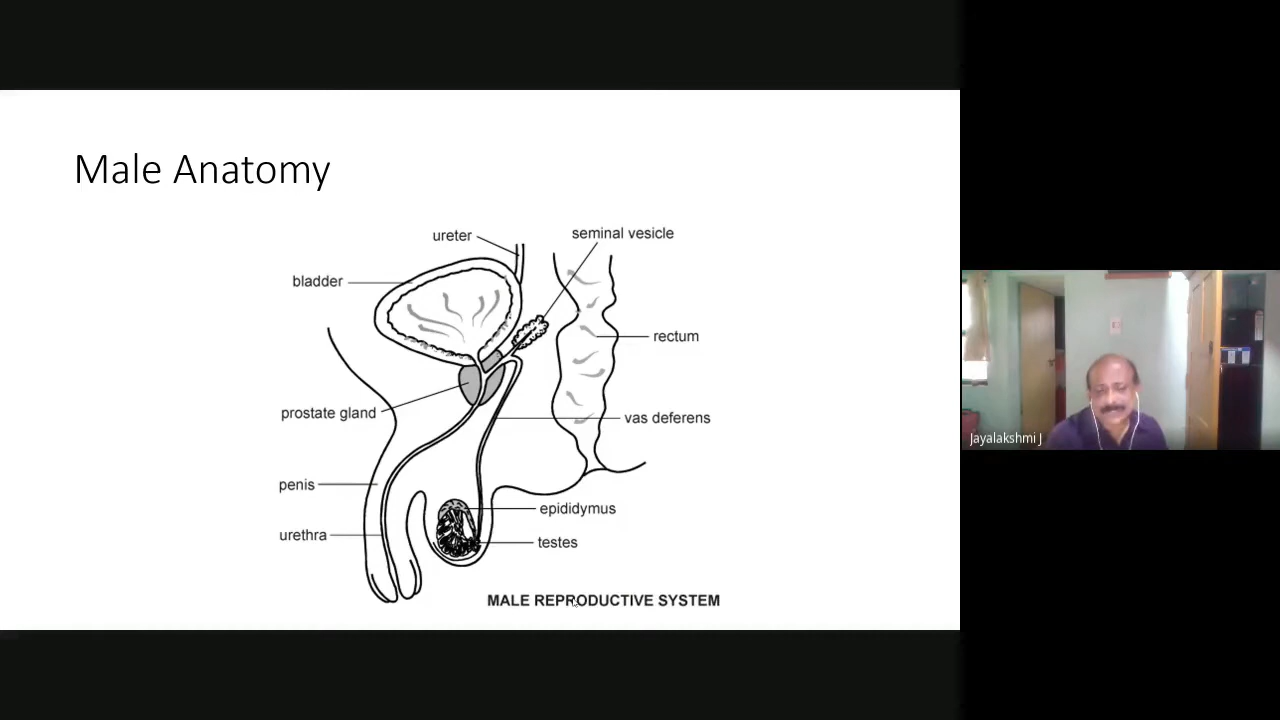 Male Anatomy
ureter
seminal vesicle
bladder
rectum
prostate gland
vas deferens
penis
epididymus
urethra
testes
MALE REPRODUCTIVE SYSTEM
Jayalakshmi J